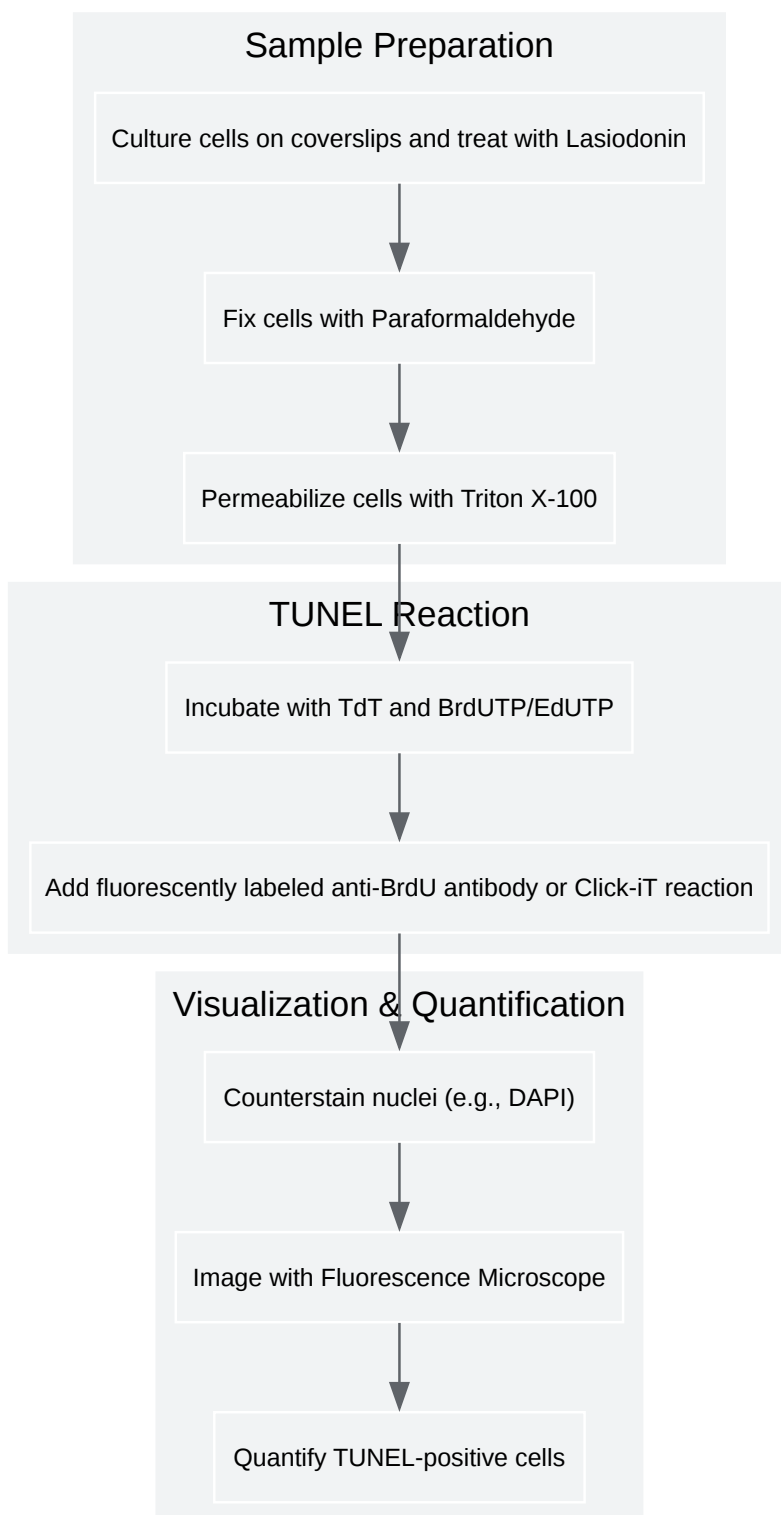 Sample Preparation
Culture cells on coverslips and treat with Lasiodonin
Fix cells with Paraformaldehyde
Permeabilize cells with Triton X-100
TUNEL Reaction
Incubate with TdT and BrdUTP/EdUTP
Add fluorescently labeled anti-BrdU antibody or Click-iT reaction
Visualization & Quantification
Counterstain nuclei (e.g., DAPI)
Image with Fluorescence Microscope
Quantify TUNEL-positive cells